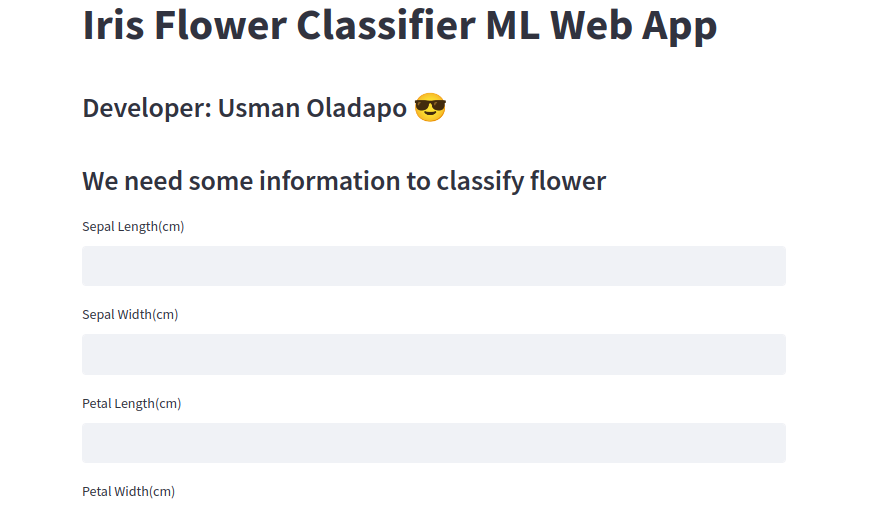 Iris Flower Classifier ML Web App
Developer: Usman Oladapo 😎
We need some information to classify flower
Sepal Length(cm)
Sepal Width(cm)
Petal Length(cm)
Petal Width(cm)